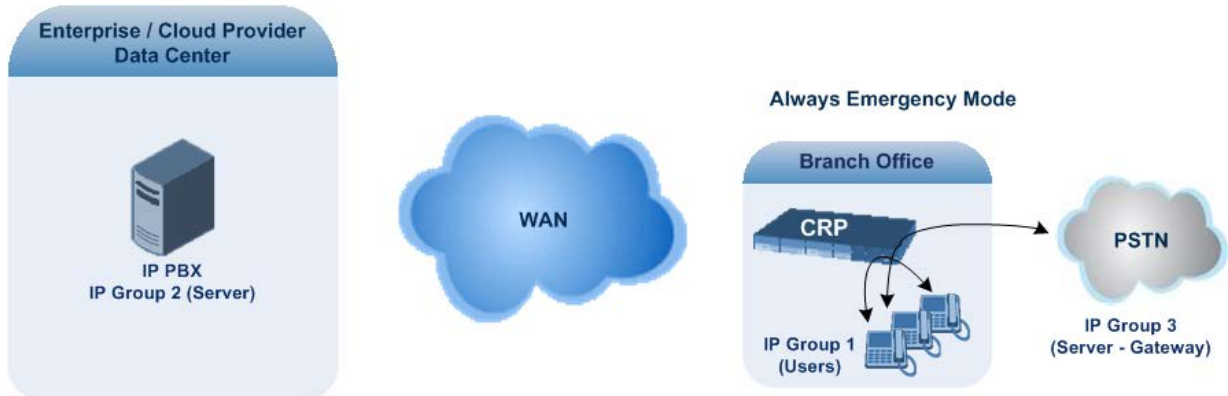 Enterprise / Cloud Provider
Data Center
IP PBX
IP Group 2 (Server)
WAN
Always Emergency Mode
Branch Office
CRP
IP Group 1
(Users)
PSTN
IP Group 3
(Server - Gateway)